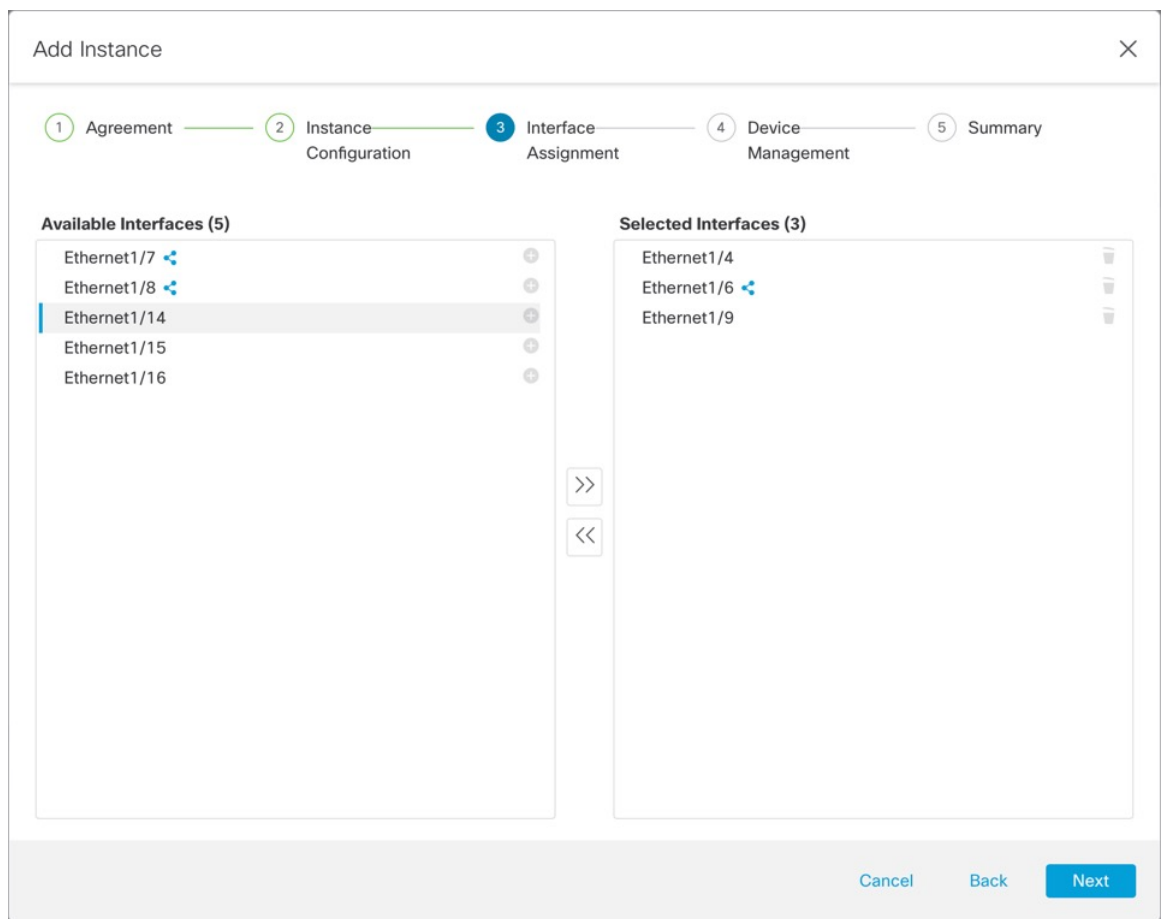 Add Instance
1 Agreement 2 Instance Configuration 3 Interface Assignment 4 Device Management 5 Summary
Available Interfaces (5)
Ethernet1/7
Ethernet1/8
Ethernet1/14
Ethernet1/15
Ethernet1/16
Selected Interfaces (3)
Ethernet1/4
Ethernet1/6
Ethernet1/9
>>
<<
Cancel Back Next